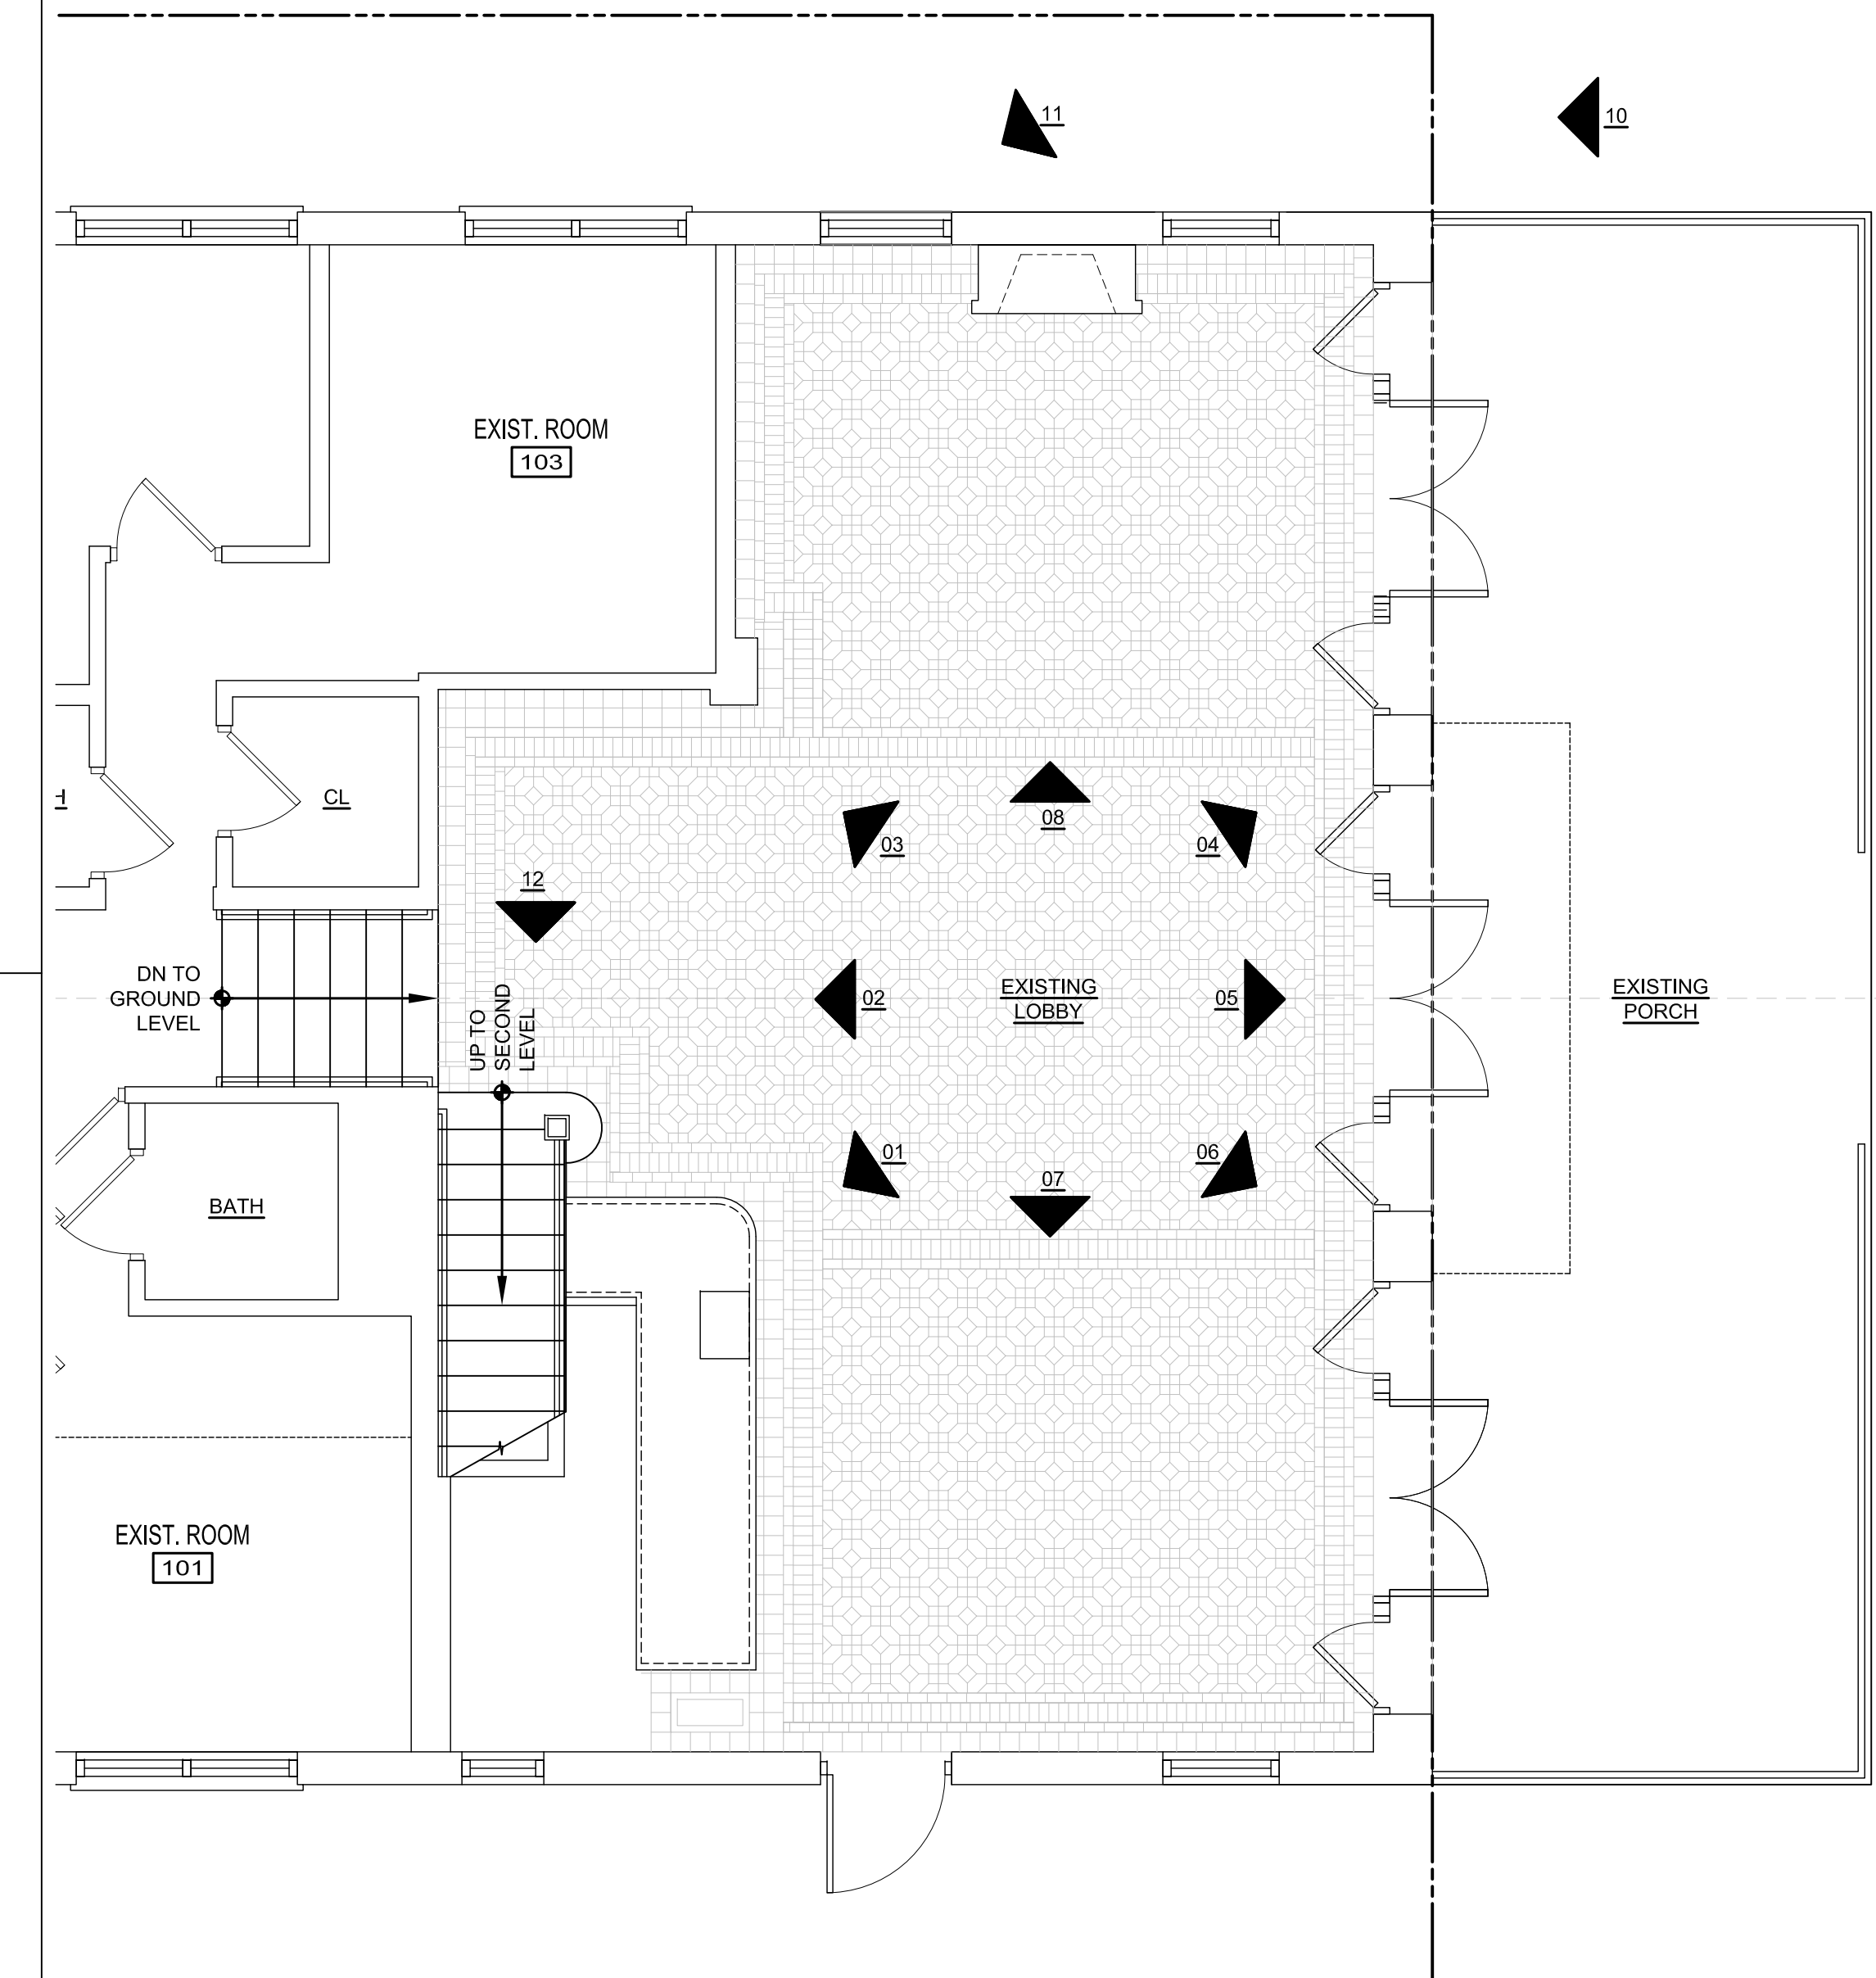 11
10
EXIST. ROOM
103
CL
08
03
04
12
DN TO
GROUND
LEVEL
UP TO
SECOND
LEVEL
02
EXISTING
LOBBY
05
EXISTING
PORCH
01
06
07
BATH
EXIST. ROOM
101